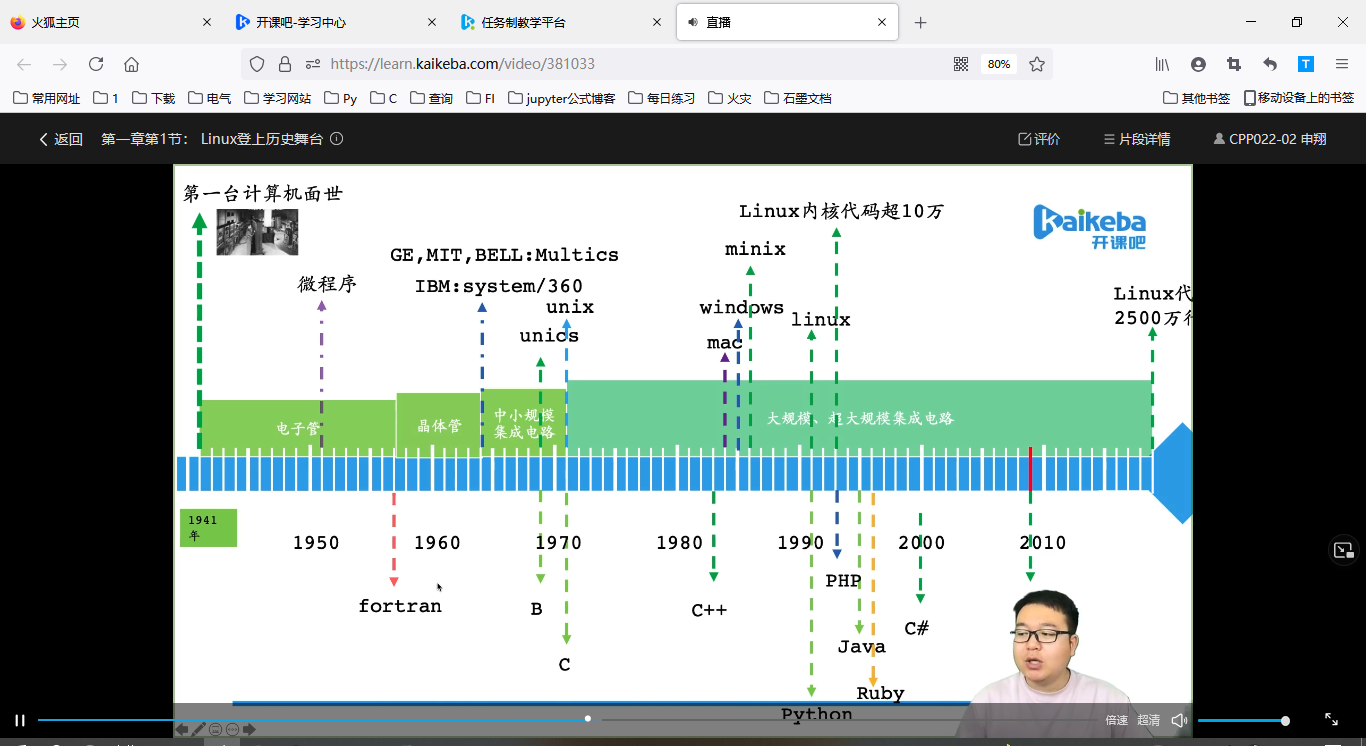 火狐主页
开课吧-学习中心
任务制教学平台
直播
https://learn.kaikeba.com/video/381033
80%
T
常用网址
1
下载
电气
学习网站
Py
C
查询
FI
jupyter公式博客
每日练习
火灾
石墨文档
其他书签
移动设备上的书签
返回
第一章第1节： Linux登上历史舞台
评价
片段详情
CPP022-02 申翔
第一台计算机面世
Linux内核代码超10万
Kaikeba
开课吧
minix
GE,MIT,BELL:Multics
微程序
IBM:system/360
Linux代
2500万行
unix
windows
linux
unics
mac
电子管
晶体管
中小规模
集成电路
大规模、超大规模集成电路
1941
年
1950
1960
1970
1980
1990
2000
2010
fortran
B
C++
PHP
C#
Java
C
Ruby
Python
倍速
超清